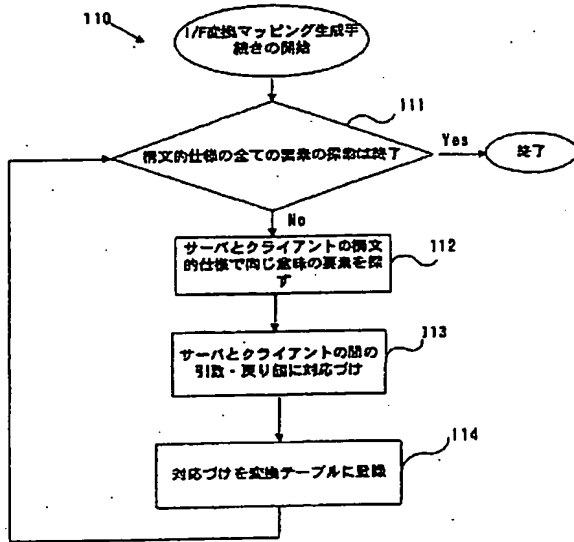 110
I/F変換マッピング生成手
続きの開始
111
構文的仕様の全ての要素の探索は終了
Yes
終了
No
サーバとクライアントの構文
的仕様で同じ意味の要素を探
す
112
サーバとクライアントの間の
引数・戻り値に対応づけ
113
対応づけを変換テーブルに登録
114